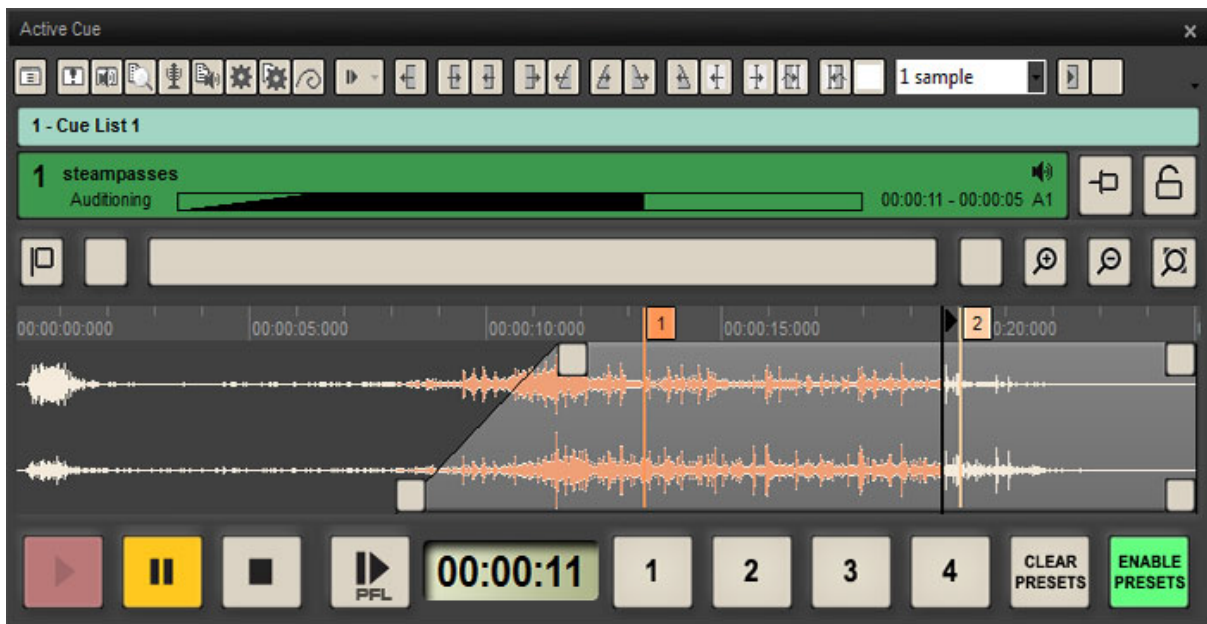 Active Cue
1 sample
1 - Cue List 1
1 steampasses
Auditioning 00:00:11 - 00:00:05 A1
00:00:00:000 00:00:05:000 00:00:10:000 1 00:00:15:000 2 0:20:000
PFL 00:00:11 1 2 3 4 CLEAR PRESETS ENABLE PRESETS